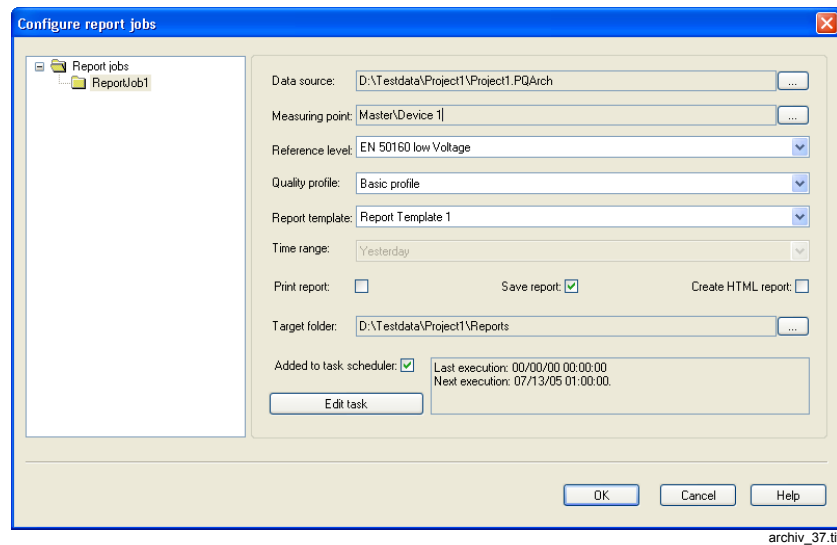 Configure report jobs
Report jobs
ReportJob1
Data source: D:\Testdata\Project1\Project1.PQArch ...
Measuring point: Master\Device 1 ...
Reference level: EN 50160 low Voltage
Quality profile: Basic profile
Report template: Report Template 1
Time range: Yesterday
Print report: Save report: Create HTML report:
Target folder: D:\Testdata\Project1\Reports ...
Added to task scheduler:
Last execution: 00/00/00 00:00:00
Next execution: 07/13/05 01:00:00.
Edit task
OK Cancel Help
archiv_37.ti